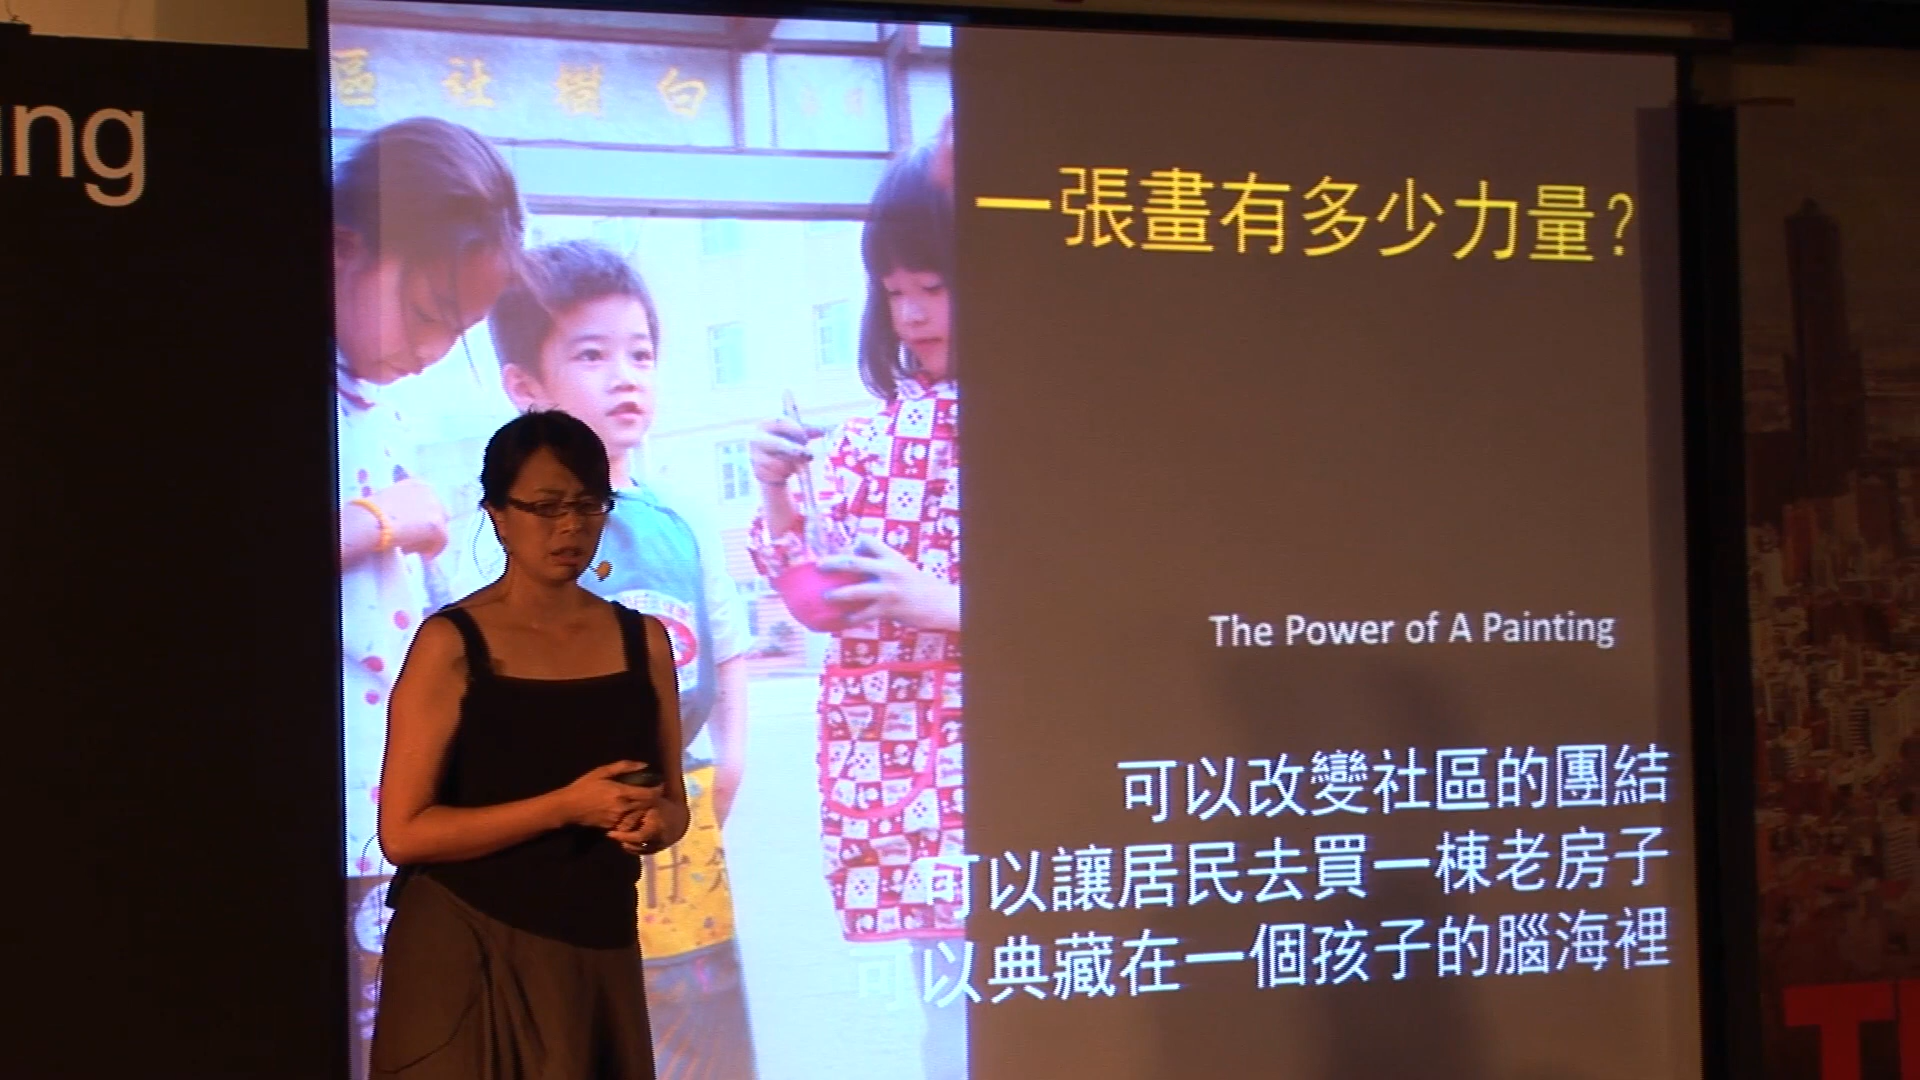 ng
區社樹白
一張畫有多少力量?
The Power of A Painting
可以改變社區的團結
可以讓居民去買一棟老房子
可以典藏在一個孩子的腦海裡
T